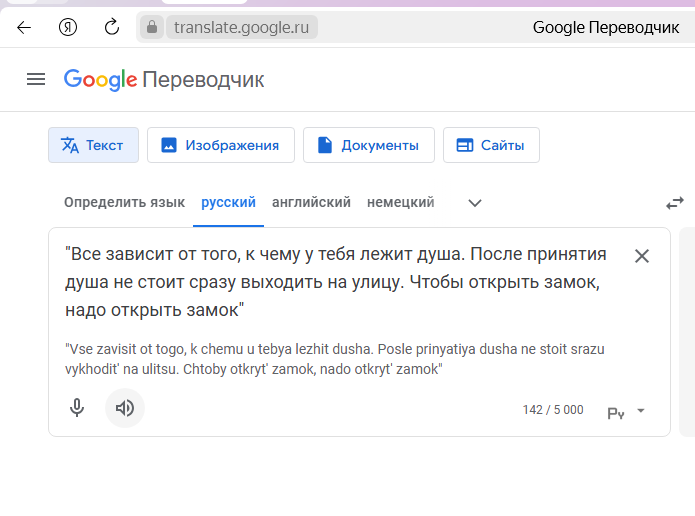 translate.google.ru Google Переводчик
Google Переводчик
Текст Изображения Документы Сайты
Определить язык русский английский немецкий
"Все зависит от того, к чему у тебя лежит душа. После принятия
душа не стоит сразу выходить на улицу. Чтобы открыть замок,
надо открыть замок"
"Vse zavisit ot togo, k chemu u tebya lezhit dusha. Posle prinyatiya dusha ne stoit srazu
vykhodit' na ulitsu. Chtoby otkryt' zamok, nado otkryt' zamok"
142 / 5 000 Ру